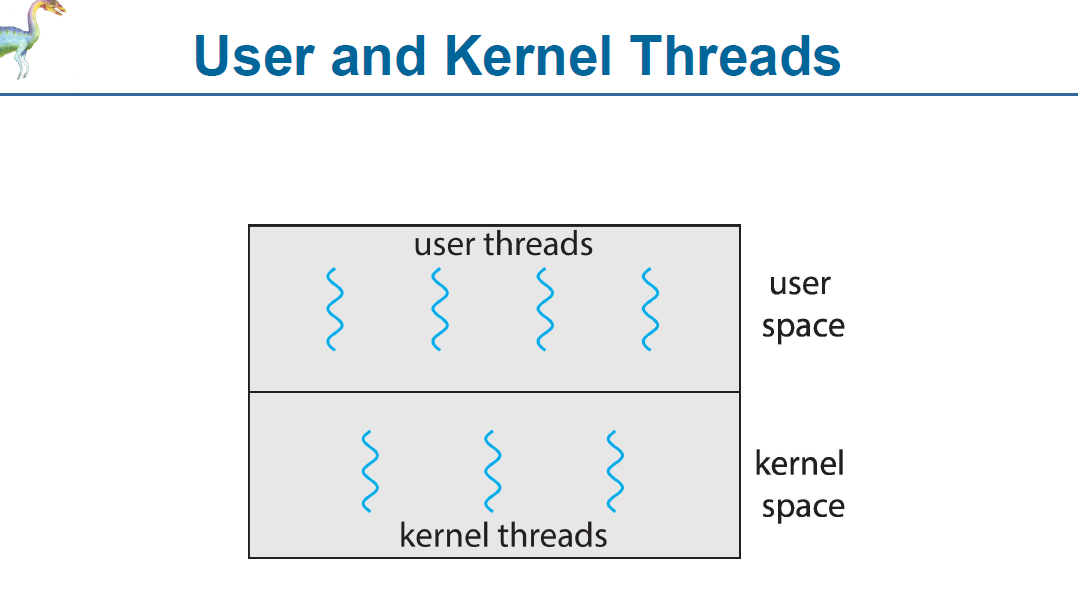 User and Kernel Threads
user threads
user
space
kernel
space
kernel threads